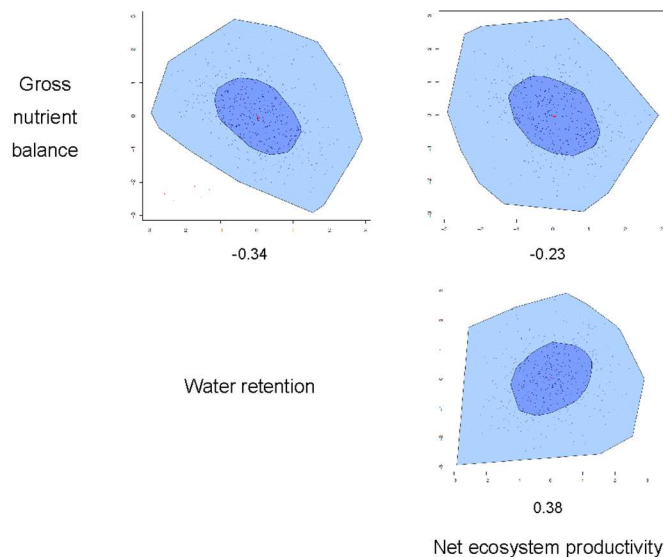 Gross
nutrient
balance
-0.34
-0.23
Water retention
0.38
Net ecosystem productivity